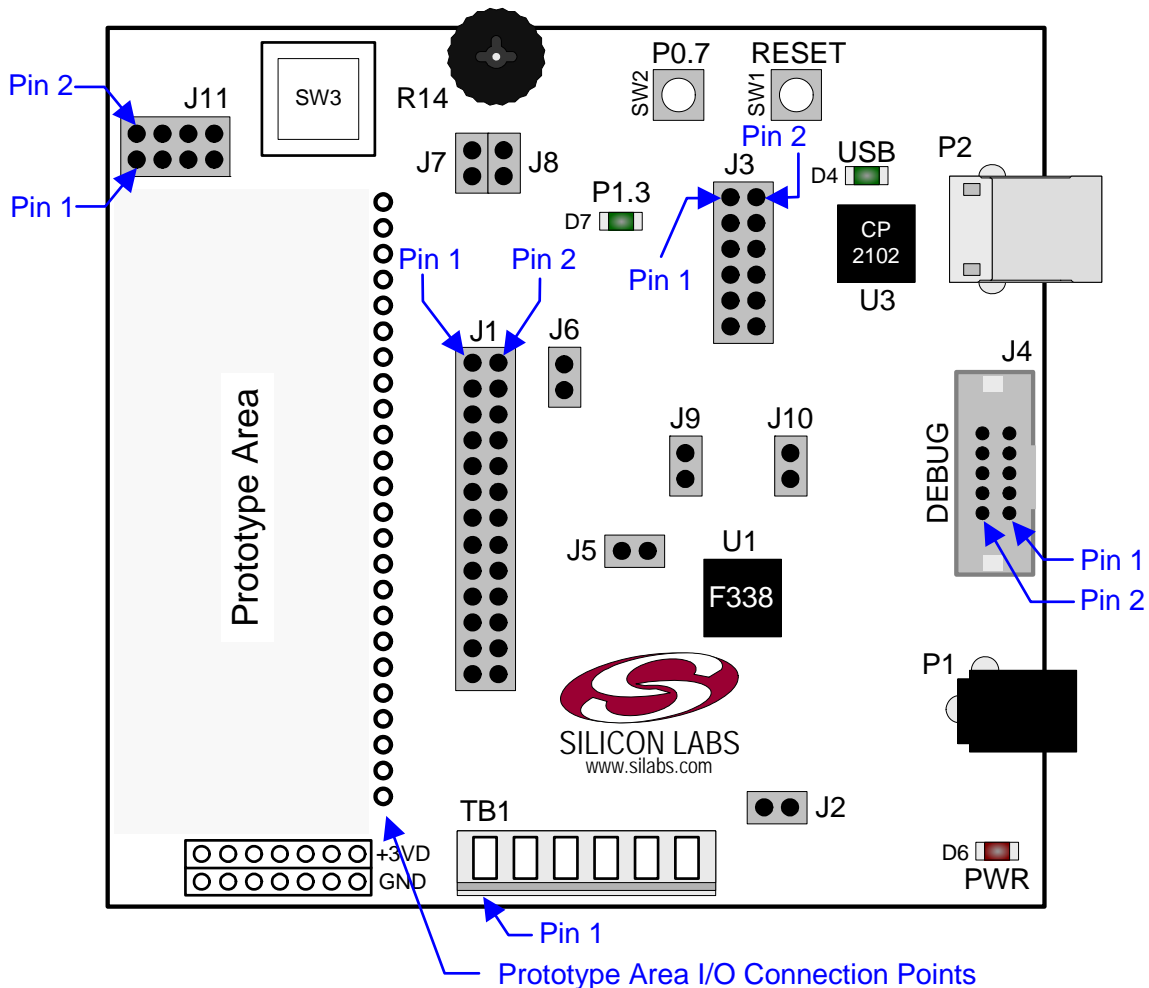 P0.7
RESET
Pin 2
J11
SW3
R14
SW2
SW1
Pin 2
J7
J8
J3
USB
P2
D4
Pin 1
P1.3
Pin 1
D7
CP
2102
Pin 1
Pin 2
Pin 1
U3
J1
J6
J4
Prototype Area
J9
J10
DEBUG
J5
U1
Pin 1
F338
Pin 2
P1
SILICON LABS
www.silabs.com
TB1
J2
+3VD
D6
GND
PWR
Pin 1
Prototype Area I/O Connection Points